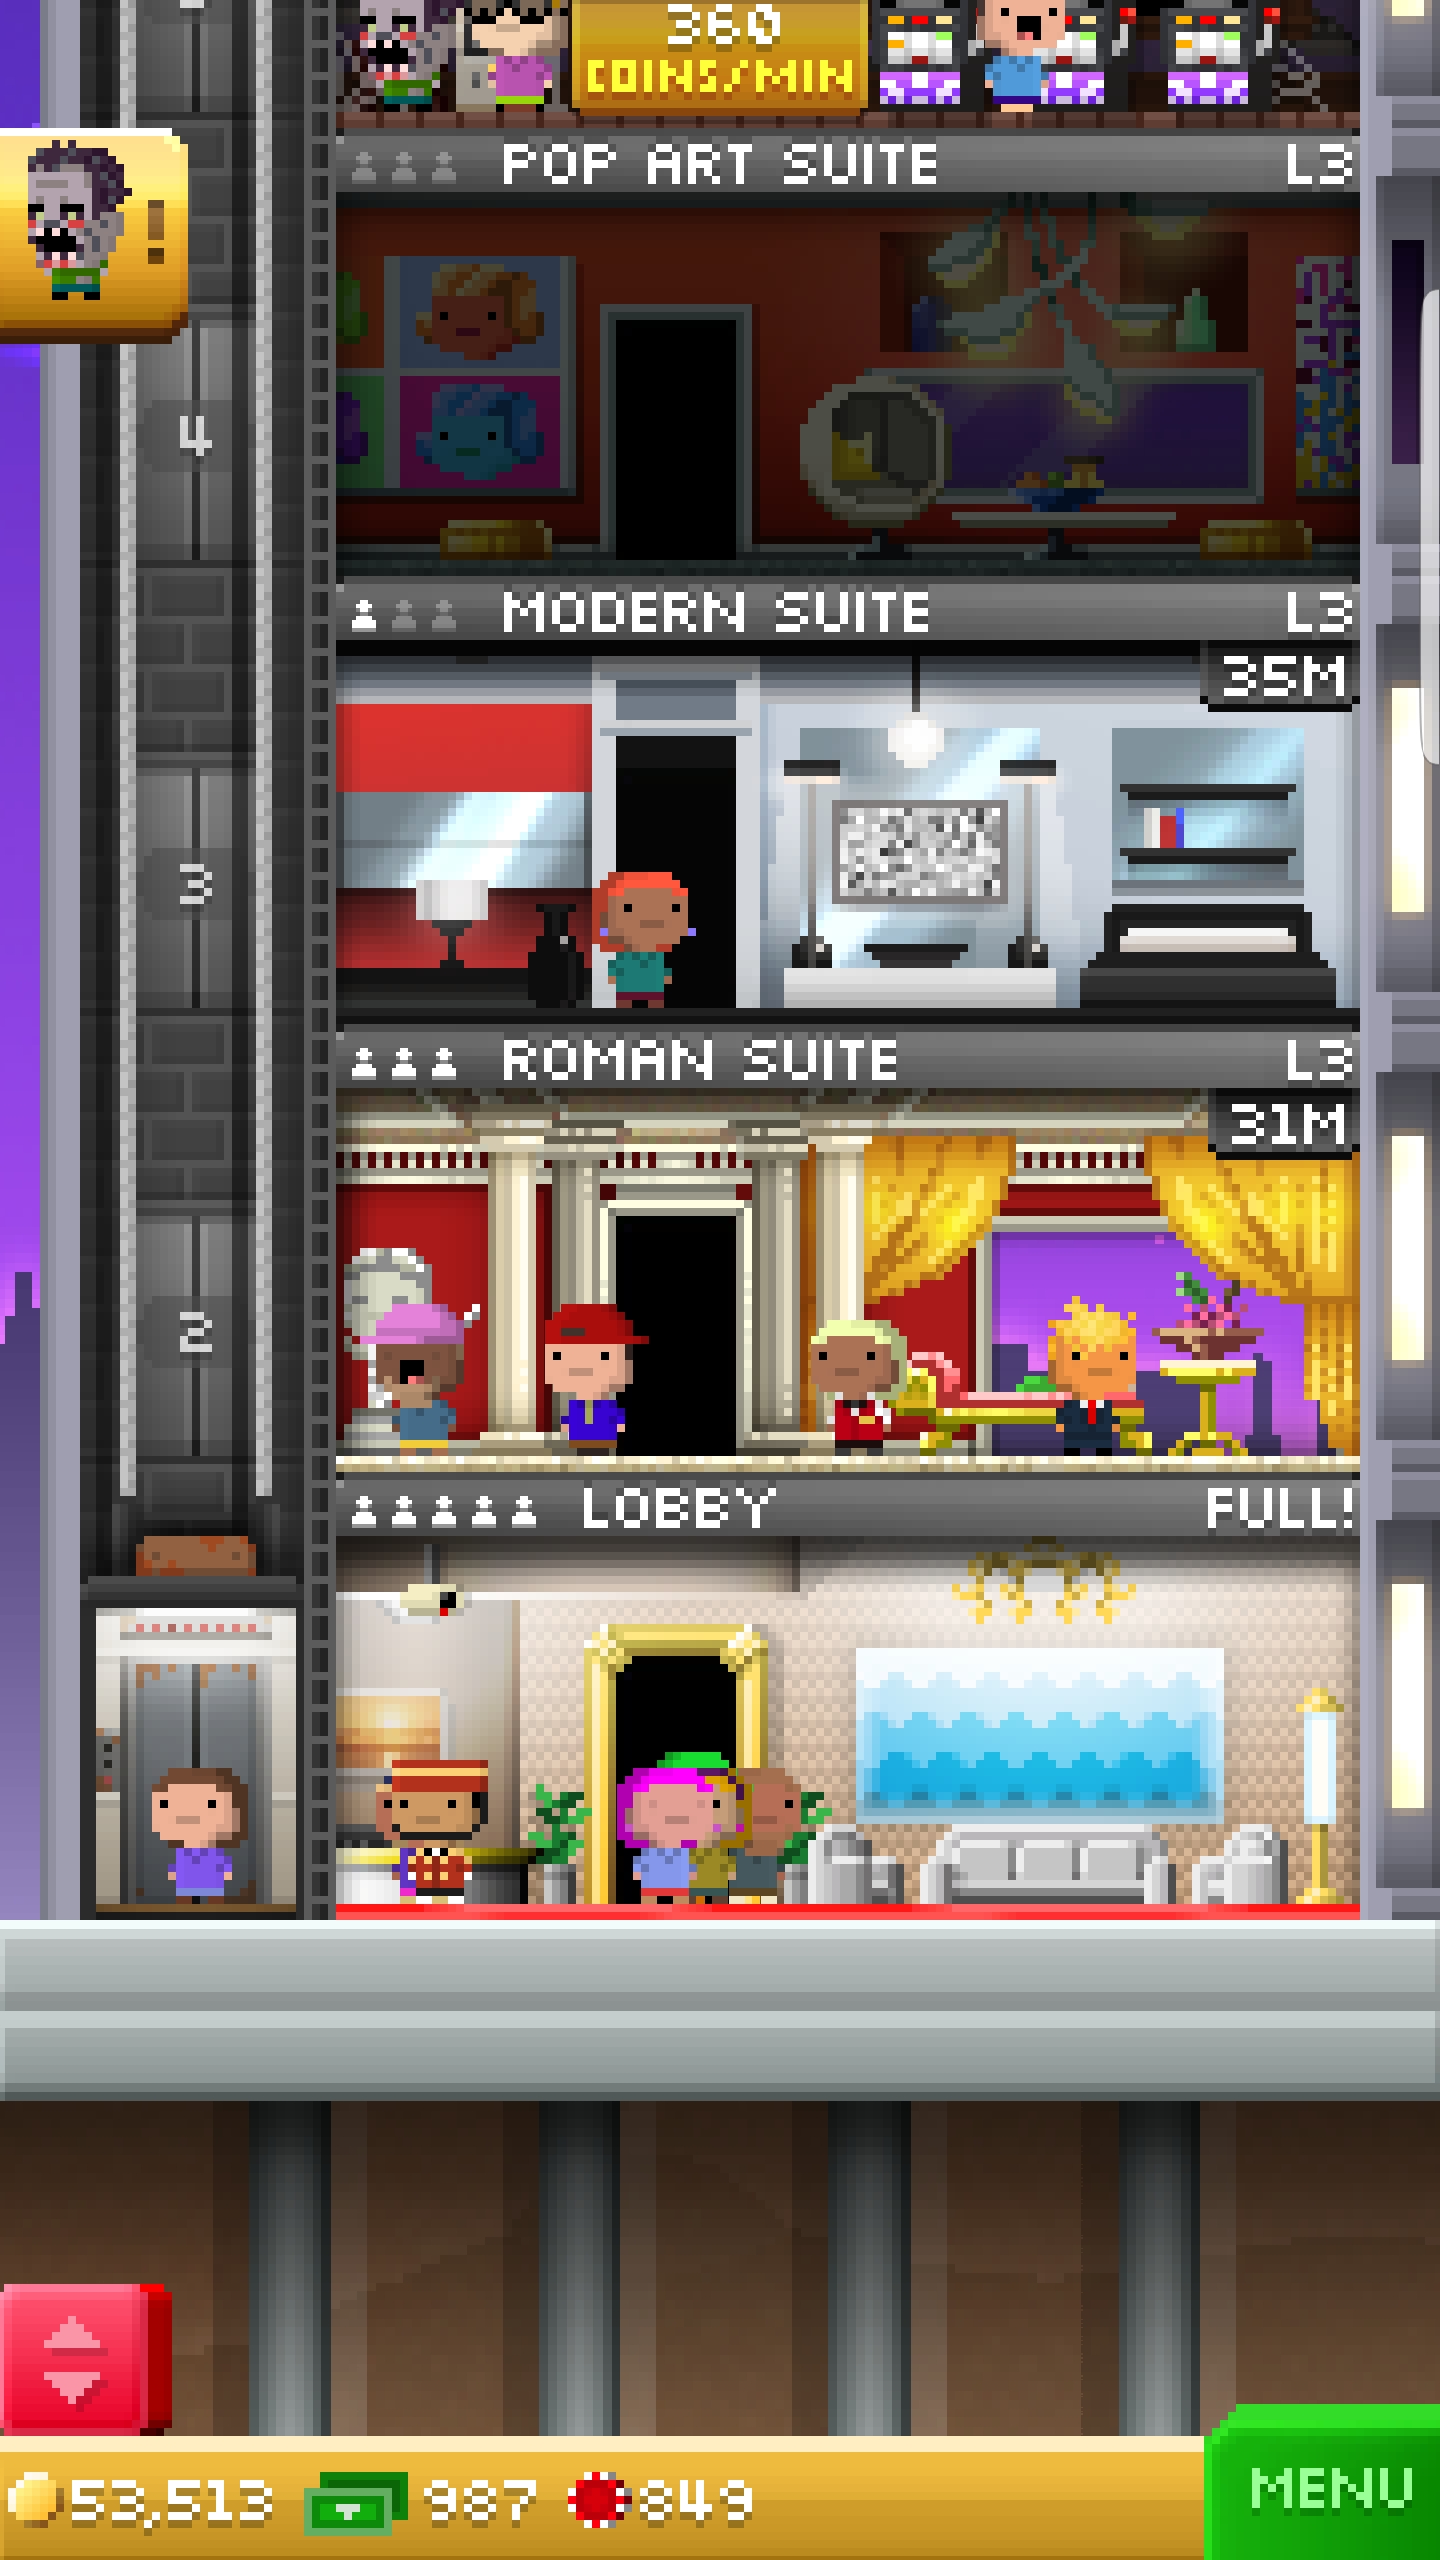 360
COINS/MIN
POP ART SUITE L3
4
MODERN SUITE L3
35M
3
ROMAN SUITE L3
31M
2
LOBBY FULL!
53,513 987 849
MENU